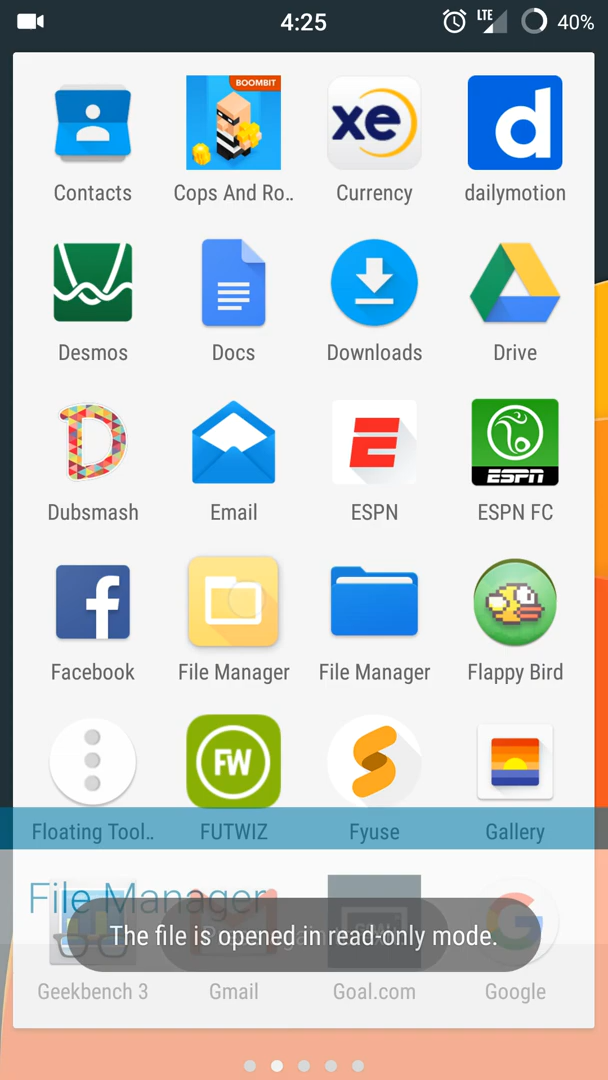 4:25
LTE
40%
BOOMBIT
xe
d
Contacts
Cops And Ro..
Currency
dailymotion
Desmos
Docs
Downloads
Drive
D
E
ESPN
Dubsmash
Email
ESPN
ESPN FC
f
Facebook
File Manager
File Manager
Flappy Bird
FW
Floating Tool..
FUTWIZ
Fyuse
Gallery
File Manager
The file is opened in read-only mode.
Geekbench 3
Gmail
Goal.com
Google